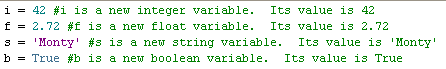 i = 42 #i is a new integer variable.  Its value is 42
f = 2.72 #f is a new float variable.  Its value is 2.72
s = 'Monty' #s is a new string variable.  Its value is 'Monty'
b = True #b is a new boolean variable.  Its value is True